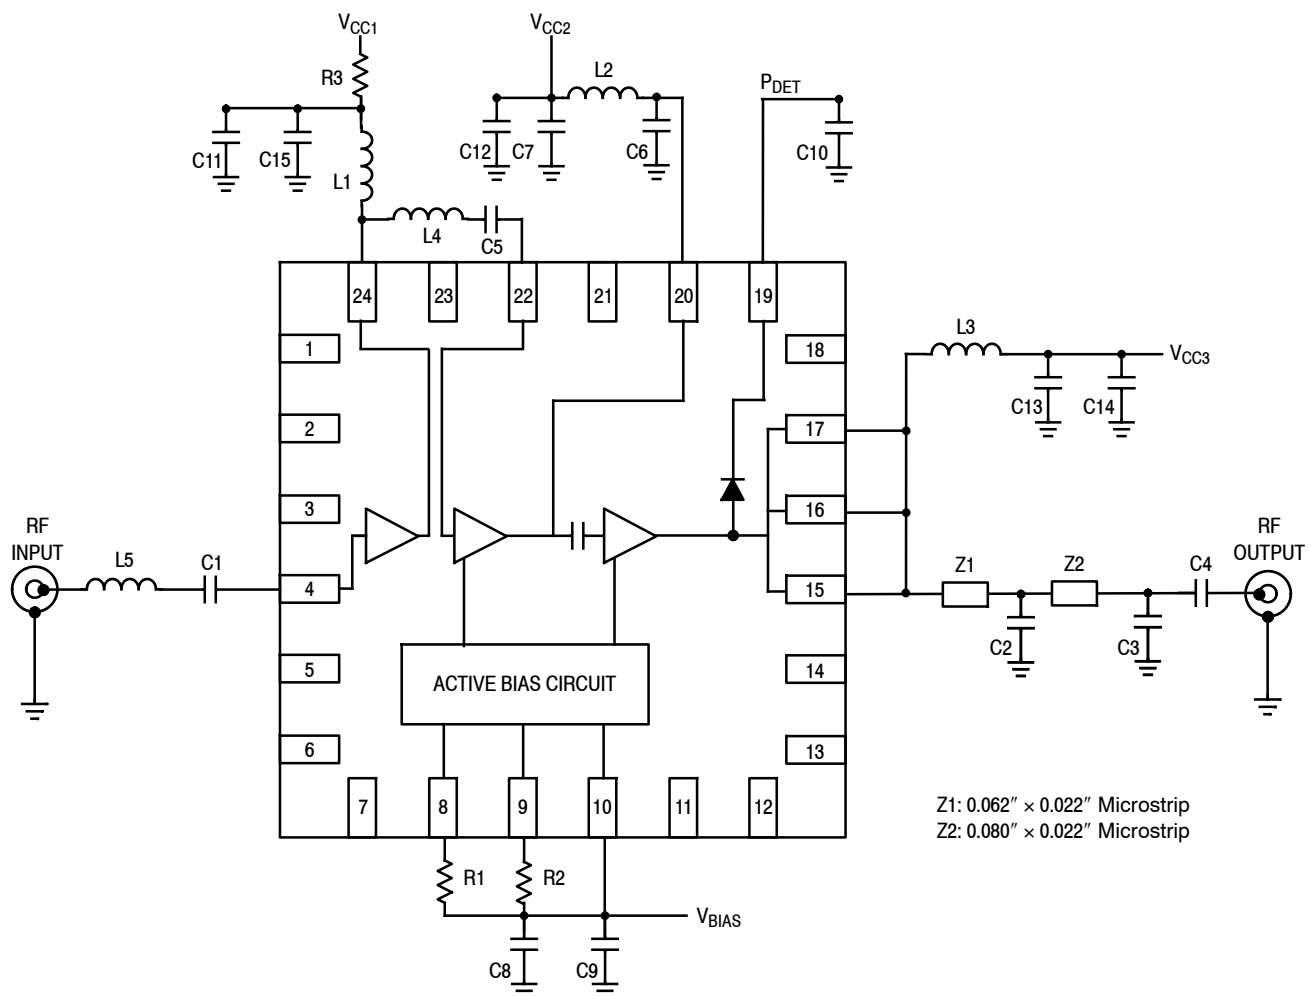 VCC1
R3
C11
C15
L1
L4
C5
VCC2
L2
C12
C7
C6
PDET
C10
24
23
22
21
20
19
1
2
3
4
5
6
18
17
16
15
14
13
7
8
9
10
11
12
L3
VCC3
C13
C14
RF
INPUT
L5
C1
RF
OUTPUT
Z1
Z2
C4
C2
C3
ACTIVE BIAS CIRCUIT
Z1: 0.062″ × 0.022″ Microstrip
Z2: 0.080″ × 0.022″ Microstrip
R1
R2
VBIAS
C8
C9